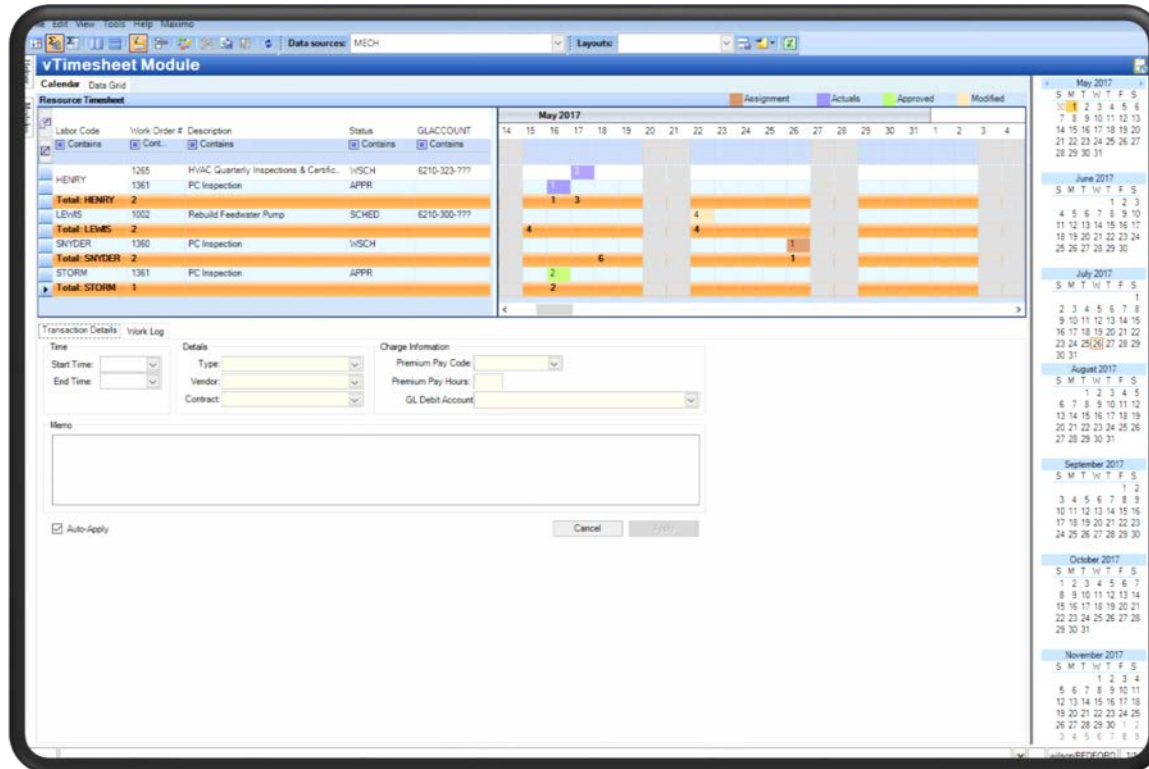 Edit View Tools Help Maximo
Data sources: MECH Layouts:
vTimesheet Module
Calendar Data Grid
Resource Timesheet Assignment Actuals Approved Modified
May 2017
Labor Code Work Order # Description Status GLACCOUNT 14 15 16 17 18 19 20 21 22 23 24 25 26 27 28 29 30 31 1 2 3 4
Contains Cont... Contains Contains Contains
HENRY
1265 HVAC Quarterly Inspections & Certific... WSCH 6210-323-??? 3
1361 PC Inspection APPR 1
Total: HENRY 2 1 3
LEWIS 1002 Rebuild Feedwater Pump SCHED 6210-300-??? 4
Total: LEWIS 2 4 4
SNYDER 1360 PC Inspection WSCH 1
Total: SNYDER 2 6 1
STORM 1361 PC Inspection APPR 2
Total: STORM 1 2
Transaction Details Work Log
Time Details Charge Information
Start Time: Type: Premium Pay Code:
End Time: Vendor: Premium Pay Hours:
Contract: GL Debit Account
Memo
Auto-Apply Cancel Apply
May 2017
S M T W T F S
30 1 2 3 4 5 6
7 8 9 10 11 12 13
14 15 16 17 18 19 20
21 22 23 24 25 26 27
28 29 30 31
June 2017
S M T W T F S
1 2 3
4 5 6 7 8 9 10
11 12 13 14 15 16 17
18 19 20 21 22 23 24
25 26 27 28 29 30
July 2017
S M T W T F S
1
2 3 4 5 6 7 8
9 10 11 12 13 14 15
16 17 18 19 20 21 22
23 24 25 26 27 28 29
30 31
August 2017
S M T W T F S
1 2 3 4 5
6 7 8 9 10 11 12
13 14 15 16 17 18 19
20 21 22 23 24 25 26
27 28 29 30 31
September 2017
S M T W T F S
1 2
3 4 5 6 7 8 9
10 11 12 13 14 15 16
17 18 19 20 21 22 23
24 25 26 27 28 29 30
October 2017
S M T W T F S
1 2 3 4 5 6 7
8 9 10 11 12 13 14
15 16 17 18 19 20 21
22 23 24 25 26 27 28
29 30 31
November 2017
S M T W T F S
1 2 3 4
5 6 7 8 9 10 11
12 13 14 15 16 17 18
19 20 21 22 23 24 25
26 27 28 29 30 1 2
3 4 5 6 7 8 9